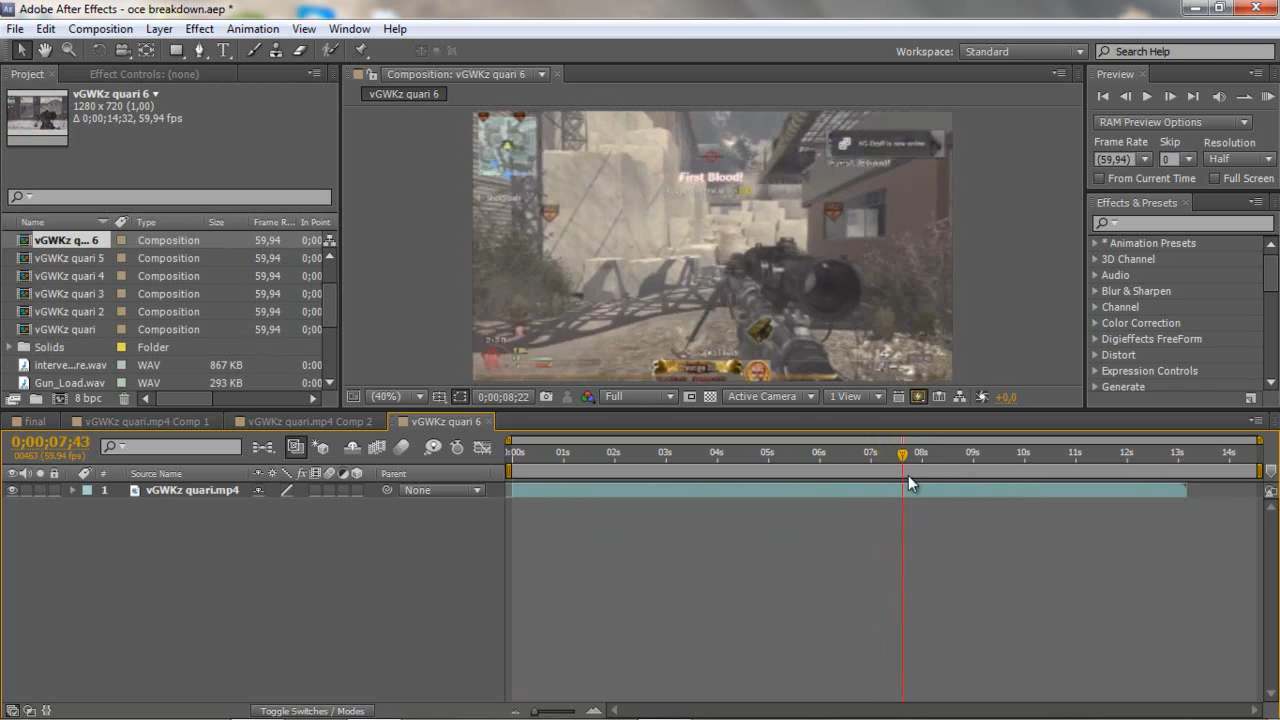 Adobe After Effects - oce breakdown.aep *
File Edit Composition Layer Effect Animation View Window Help
Workspace: Standard Search Help
Project Effect Controls: (none)
Composition: vGWKz quari 6
Preview
vGWKz quari 6
vGWKz quari 6
1280 x 720 (1,00)
Δ 0;00;14;32, 59,94 fps
RAM Preview Options
Frame Rate Skip Resolution
(59,94) 0 Half
From Current Time Full Screen
Effects & Presets
* Animation Presets
3D Channel
Audio
Blur & Sharpen
Channel
Color Correction
Digieffects FreeForm
Distort
Expression Controls
Generate
Name Type Size Frame R... In Point
vGWKz q... 6 Composition 59,94 0;00
vGWKz quari 5 Composition 59,94 0;00
vGWKz quari 4 Composition 59,94 0;00
vGWKz quari 3 Composition 59,94 0;00
vGWKz quari 2 Composition 59,94 0;00
vGWKz quari Composition 59,94 0;00
Solids Folder
interve...re.wav WAV 867 KB 0:00
Gun_Load.wav WAV 293 KB 0:00
8 bpc
First Blood!
is now online
(40%) 0;00;08;22 Full Active Camera 1 View +0,0
final vGWKz quari.mp4 Comp 1 vGWKz quari.mp4 Comp 2 vGWKz quari 6
0;00;07;43
00463 (59.94 fps)
00s 01s 02s 03s 04s 05s 06s 07s 08s 09s 10s 11s 12s 13s 14s
# Source Name Parent
1 vGWKz quari.mp4 None
Toggle Switches / Modes